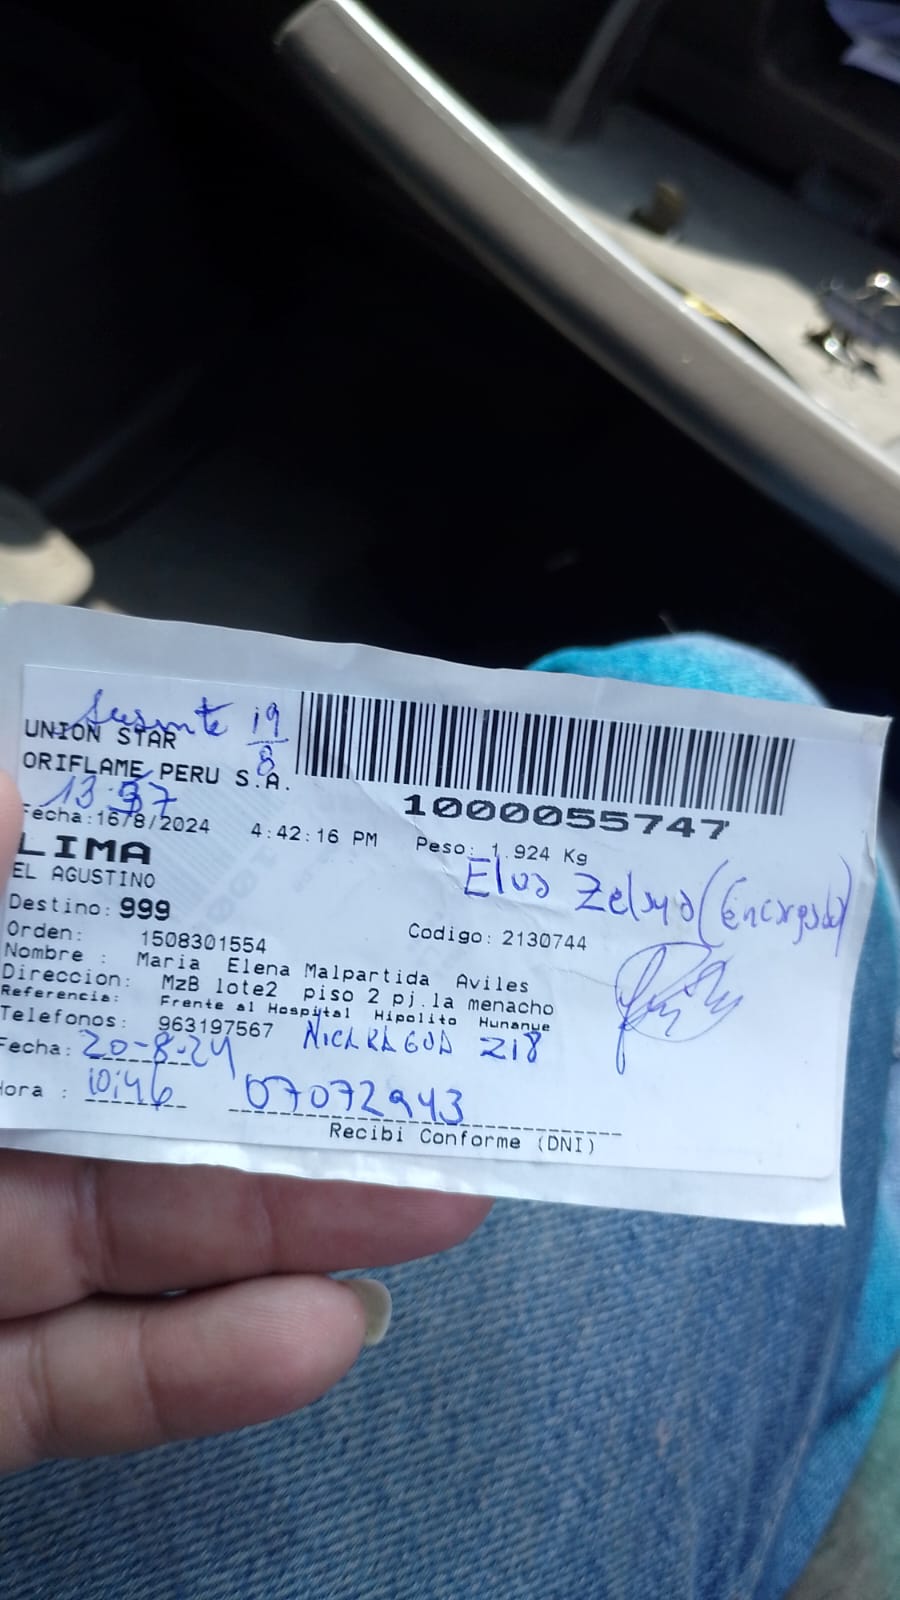 Ausente 19/8
UNION STAR
ORIFLAME PERU S.A.
13:37
1000055747
Fecha:16/8/2024 4:42:16 PM Peso: 1.924 Kg
LIMA
EL AGUSTINO
(Encargado)
Destino: 999
Orden: 1508301554 Codigo: 2130744
Nombre : Maria Elena Malpartida Aviles
Direccion: MzB lote2 piso 2 pj.la menacho
Referencia: Frente al Hospital Hipolito Hunanue
Telefonos: 963197567 NICARAGUA 218
Fecha: 20-8-24
Hora : 10:46 07072943
Recibi Conforme (DNI)